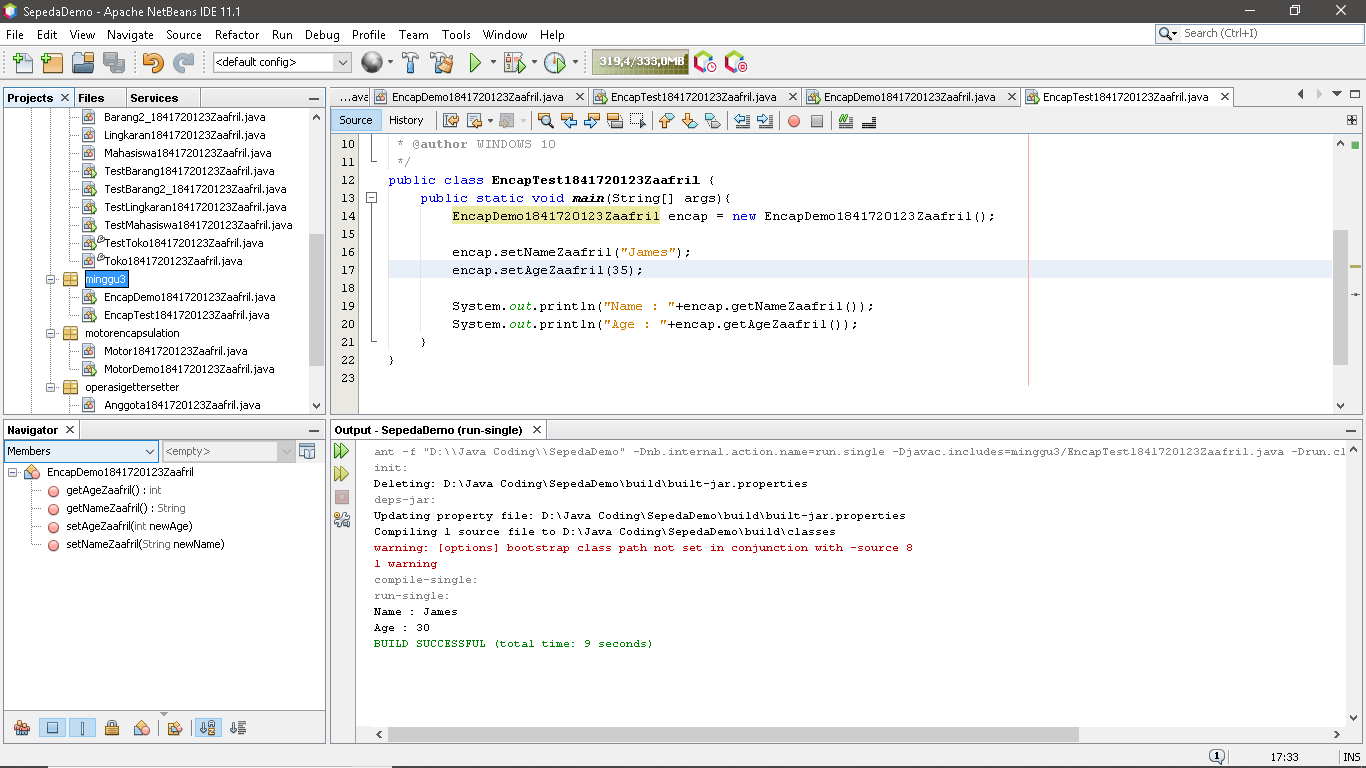 SepedaDemo - Apache NetBeans IDE 11.1
File Edit View Navigate Source Refactor Run Debug Profile Team Tools Window Help
Search (Ctrl+I)
<default config>
319,4/333,0MB
Projects Files Services
Barang2_1841720123Zaafril.java
Lingkaran1841720123Zaafril.java
Mahasiswa1841720123Zaafril.java
TestBarang1841720123Zaafril.java
TestBarang2_1841720123Zaafril.java
TestLingkaran1841720123Zaafril.java
TestMahasiswa1841720123Zaafril.java
TestToko1841720123Zaafril.java
Toko1841720123Zaafril.java
minggu3
EncapDemo1841720123Zaafril.java
EncapTest1841720123Zaafril.java
motorencapsulation
Motor1841720123Zaafril.java
MotorDemo1841720123Zaafril.java
operasigettersetter
Anggota1841720123Zaafril.java
...ava EncapDemo1841720123Zaafril.java EncapTest1841720123Zaafril.java EncapDemo1841720123Zaafril.java EncapTest1841720123Zaafril.java
Source History
10 * @author WINDOWS 10
11 */
12 public class EncapTest1841720123Zaafril {
13 public static void main(String[] args){
14 EncapDemo1841720123Zaafril encap = new EncapDemo1841720123Zaafril();
15
16 encap.setNameZaafril("James");
17 encap.setAgeZaafril(35);
18
19 System.out.println("Name : "+encap.getNameZaafril());
20 System.out.println("Age : "+encap.getAgeZaafril());
21 }
22 }
23
Navigator
Members <empty>
EncapDemo1841720123Zaafril
getAgeZaafril() : int
getNameZaafril() : String
setAgeZaafril(int newAge)
setNameZaafril(String newName)
Output - SepedaDemo (run-single)
ant -f "D:\\Java Coding\\SepedaDemo" -Dnb.internal.action.name=run.single -Djavac.includes=minggu3/EncapTest1841720123Zaafril.java -Drun.cl
init:
Deleting: D:\Java Coding\SepedaDemo\build\built-jar.properties
deps-jar:
Updating property file: D:\Java Coding\SepedaDemo\build\built-jar.properties
Compiling 1 source file to D:\Java Coding\SepedaDemo\build\classes
warning: [options] bootstrap class path not set in conjunction with -source 8
1 warning
compile-single:
run-single:
Name : James
Age : 30
BUILD SUCCESSFUL (total time: 9 seconds)
1 17:33 INS